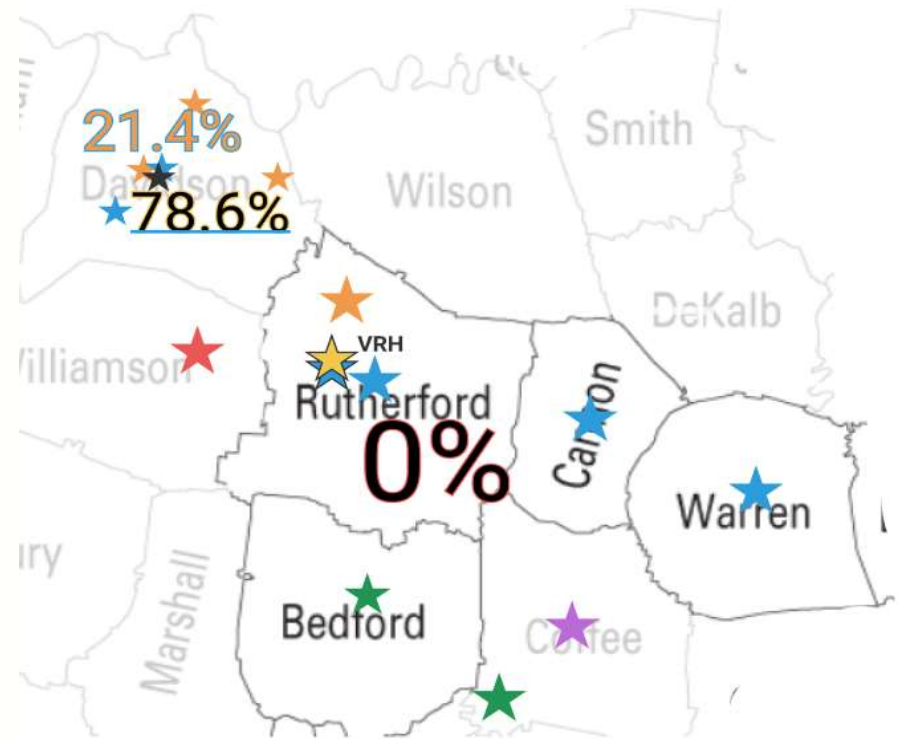 Smith
21.4%
Davidson
Wilson
78.6%
DeKalb
VRH
Williamson
Rutherford
Cannon
0%
Warren
Marshall
Bedford
Coffee